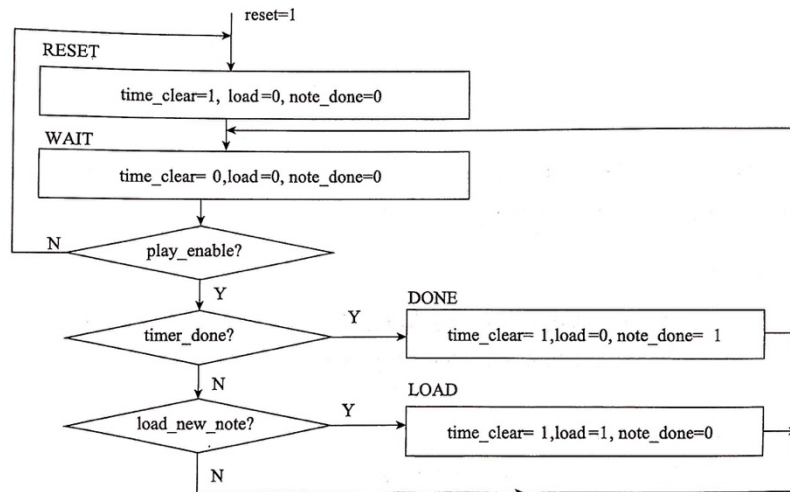 reset=1
RESET
time_clear=1, load=0, note_done=0
WAIT
time_clear= 0,load=0, note_done=0
N
play_enable?
Y
DONE
timer_done?
Y
time_clear= 1,load=0, note_done= 1
N
LOAD
load_new_note?
Y
time_clear= 1,load=1, note_done=0
N